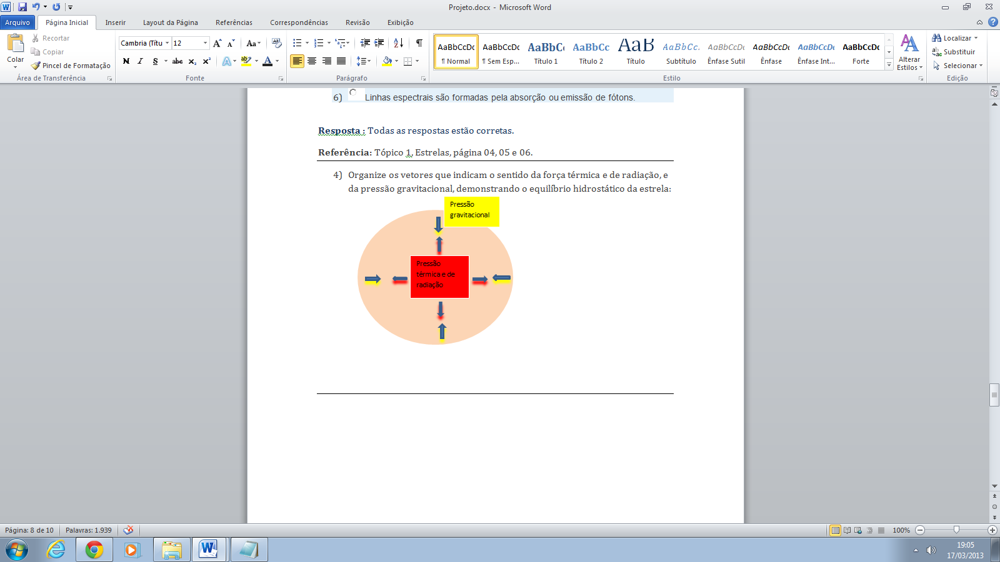 Projeto.docx - Microsoft Word
Arquivo
Página Inicial
Inserir
Layout da Página
Referências
Correspondências
Revisão
Exibição
Colar
Recortar
Copiar
Pincel de Formatação
Área de Transferência
Cambria (Títu
12
N I S abc x₂ x²
Aa
Fonte
Parágrafo
AaBbCcDc
¶ Normal
AaBbCcDc
¶ Sem Esp...
AaBbC
Título 1
AaBbCc
Título 2
AaB
Título
AaBbCc.
Subtítulo
AaBbCcDc
Ênfase Sutil
AaBbCcDc
Ênfase
AaBbCcDc
Ênfase Int...
AaBbCcDc
Forte
Estilo
Alterar
Estilos
Localizar
Substituir
Selecionar
Edição
6) Linhas espectrais são formadas pela absorção ou emissão de fótons.
Resposta : Todas as respostas estão corretas.
Referência: Tópico 1, Estrelas, página 04, 05 e 06.
4) Organize os vetores que indicam o sentido da força térmica e de radiação, e
da pressão gravitacional, demonstrando o equilíbrio hidrostático da estrela:
Pressão
gravitacional
Pressão
térmica e de
radiação
Página: 8 de 10
Palavras: 1.939
100%
19:05
17/03/2013